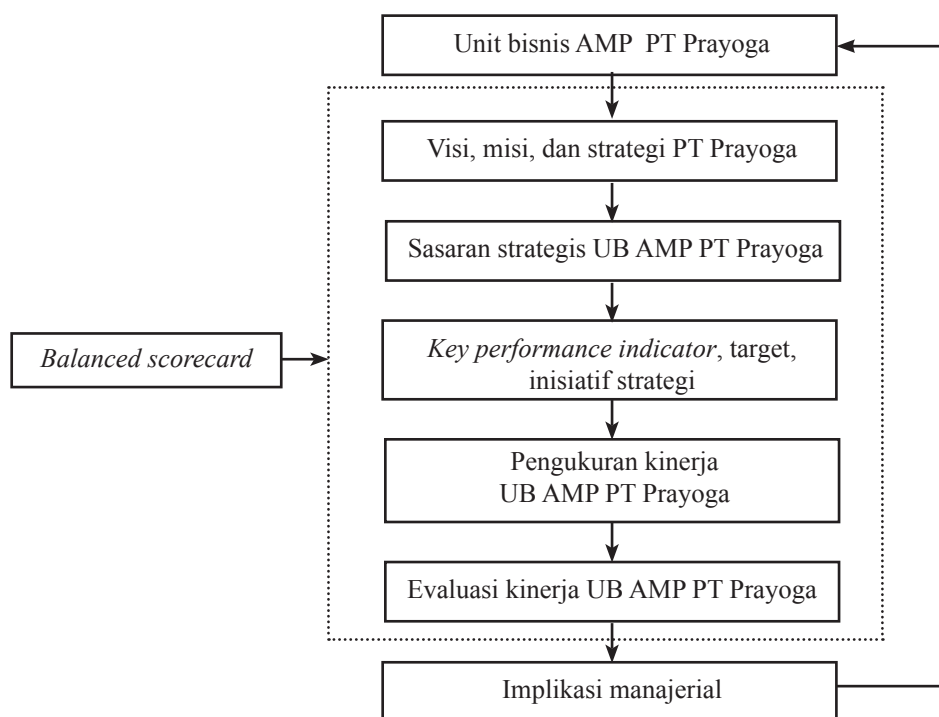 Unit bisnis AMP PT Prayoga
Visi, misi, dan strategi PT Prayoga
Sasaran strategis UB AMP PT Prayoga
Balanced scorecard
Key performance indicator, target,
inisiatif strategi
Pengukuran kinerja
UB AMP PT Prayoga
Evaluasi kinerja UB AMP PT Prayoga
Implikasi manajerial